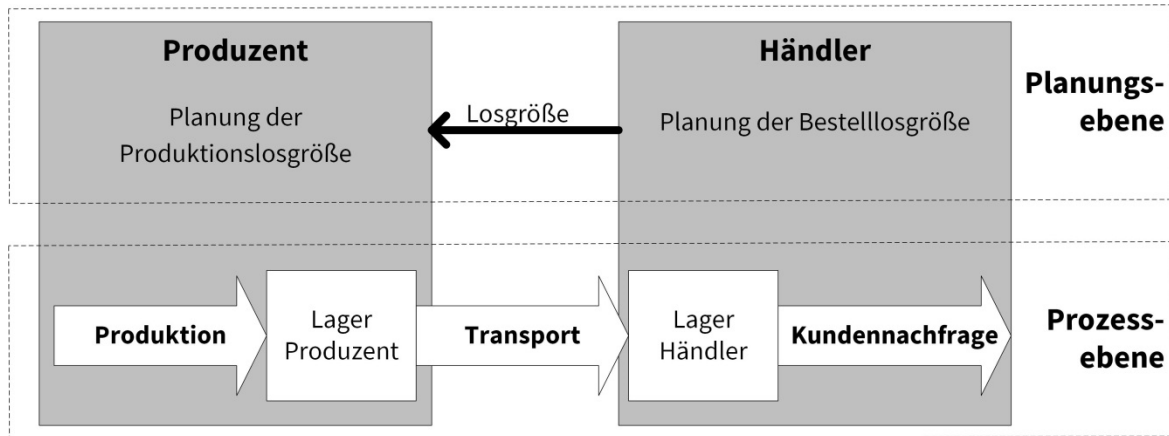 Produzent
Händler
Planung der
Produktionslosgröße
Losgröße
Planung der Bestelllosgröße
Planungs-
ebene
Produktion
Lager
Produzent
Transport
Lager
Händler
Kundennachfrage
Prozess-
ebene